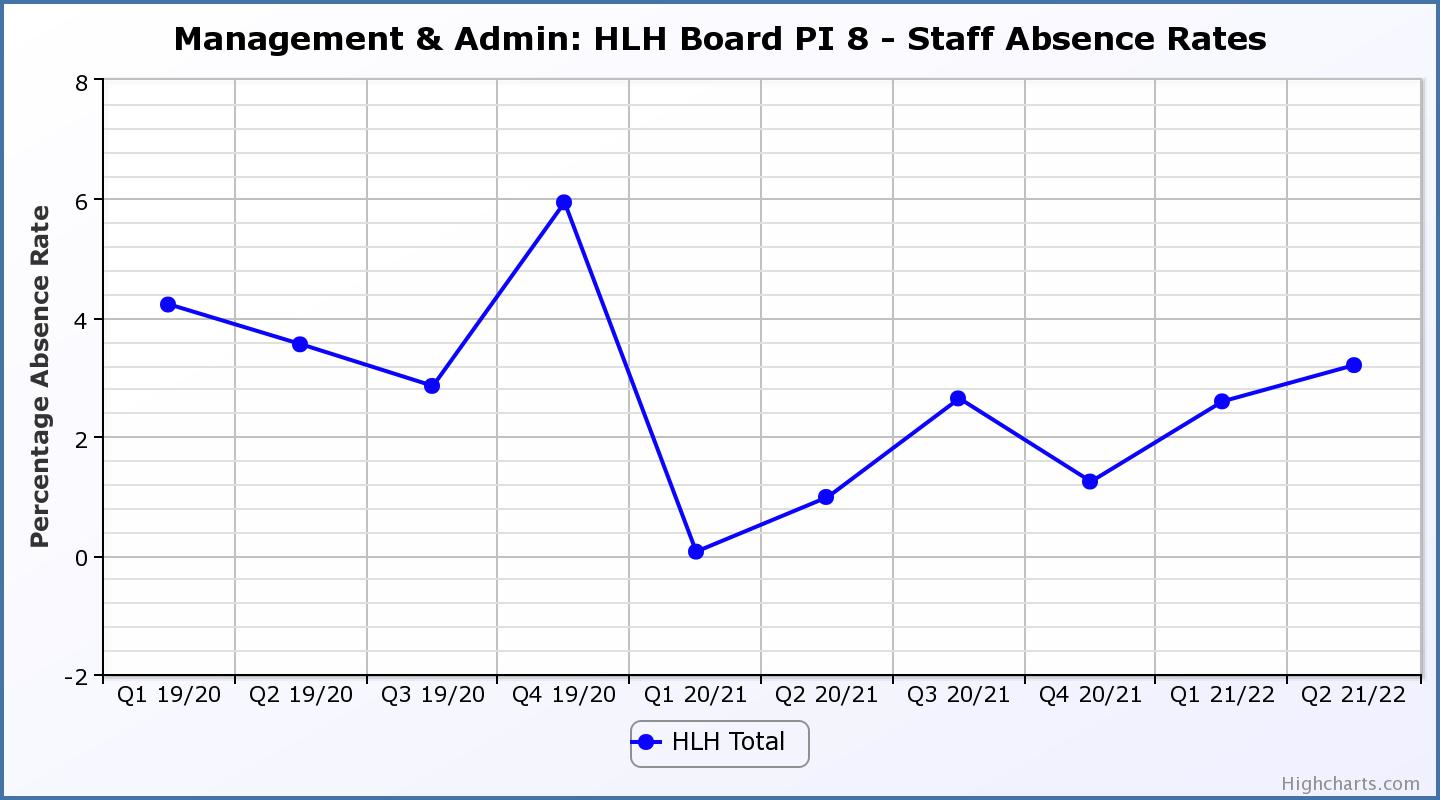 Management & Admin: HLH Board PI 8 - Staff Absence Rates
Percentage Absence Rate
8
6
4
2
0
-2
Q1 19/20 Q2 19/20 Q3 19/20 Q4 19/20 Q1 20/21 Q2 20/21 Q3 20/21 Q4 20/21 Q1 21/22 Q2 21/22
HLH Total
Highcharts.com